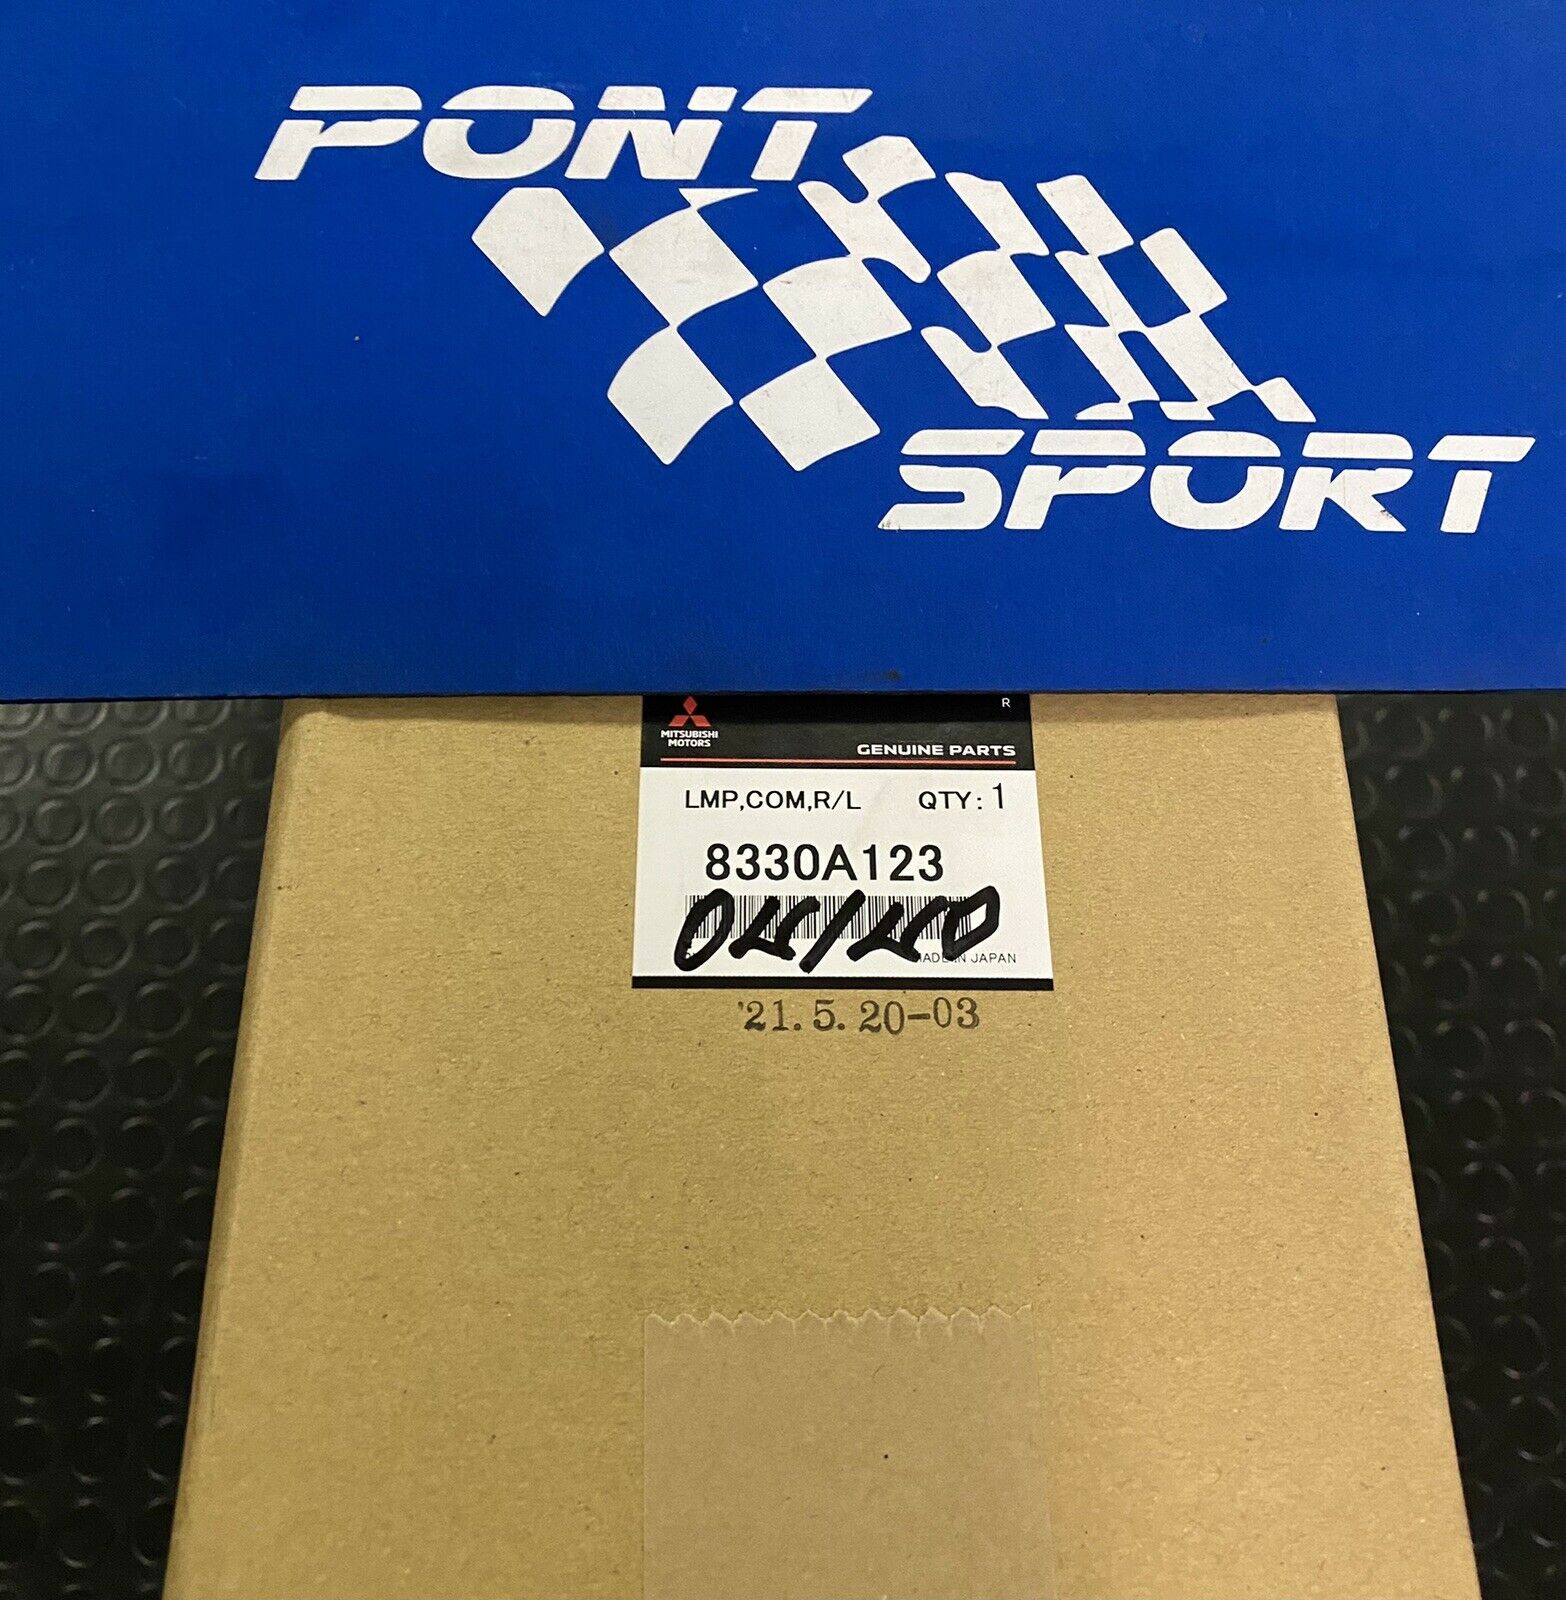 PONT
SPORT
R
MITSUBISHI
MOTORS
GENUINE PARTS
LMP,COM,R/L QTY: 1
8330A123
MADE IN JAPAN
'21. 5. 20-03